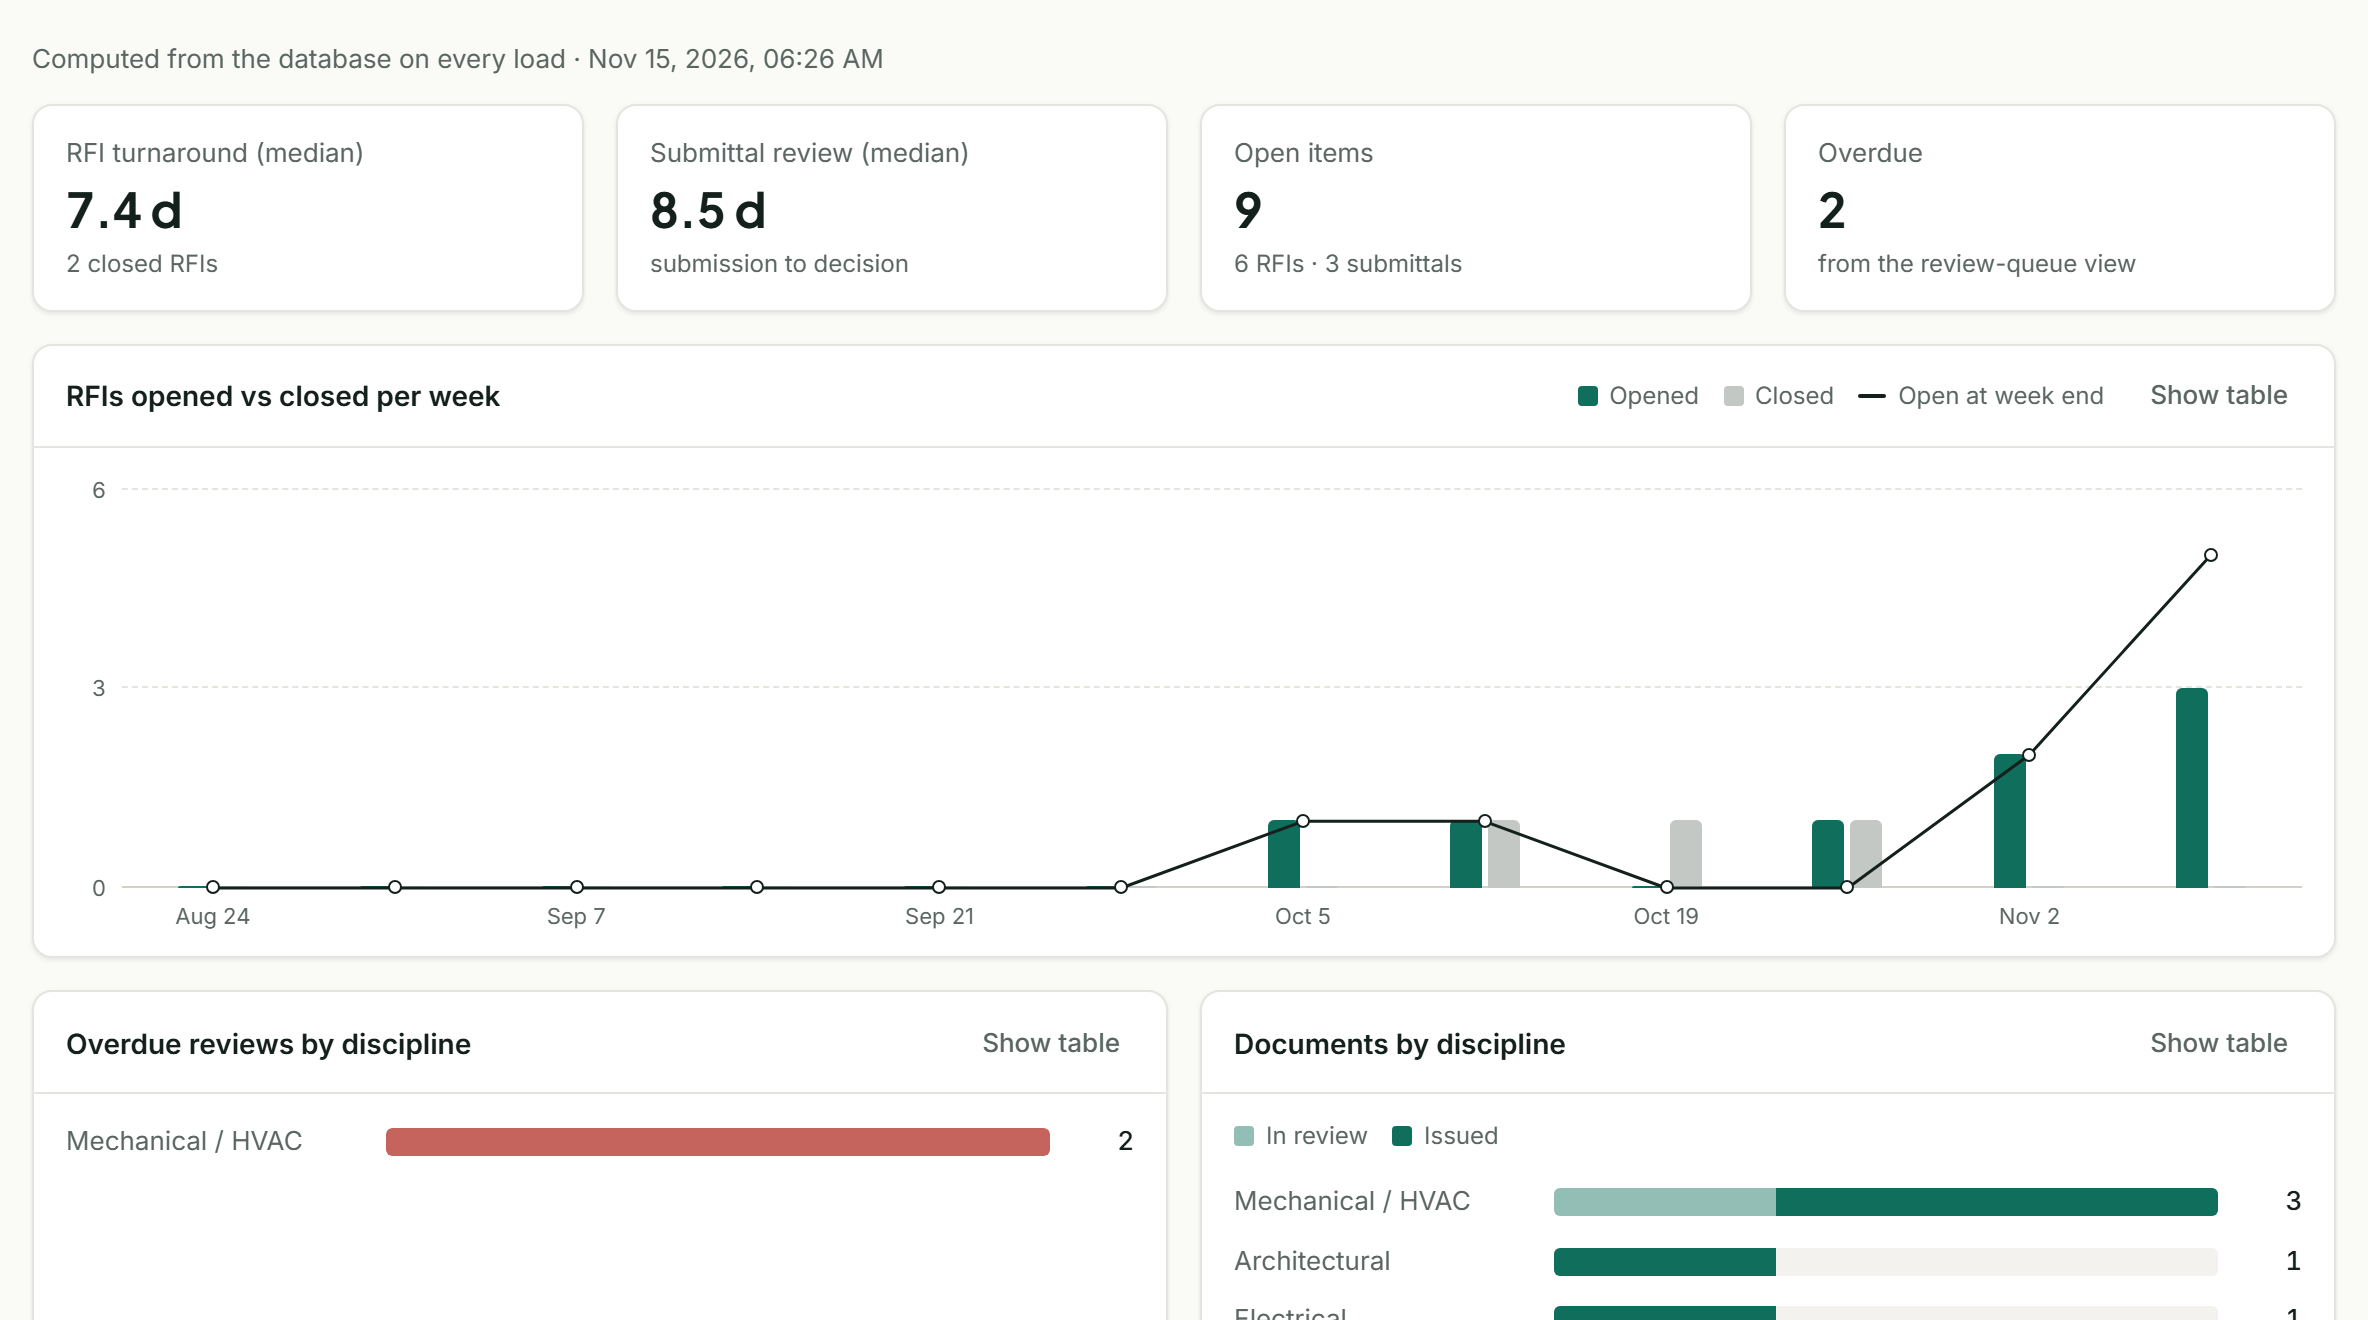 Computed from the database on every load · Nov 15, 2026, 06:26 AM
RFI turnaround (median)
7.4 d
2 closed RFIs
Submittal review (median)
8.5 d
submission to decision
Open items
9
6 RFIs · 3 submittals
Overdue
2
from the review-queue view
RFIs opened vs closed per week
Opened
Closed
Open at week end
Show table
6
3
0
Aug 24
Sep 7
Sep 21
Oct 5
Oct 19
Nov 2
Overdue reviews by discipline
Show table
Mechanical / HVAC
2
Documents by discipline
Show table
In review
Issued
Mechanical / HVAC
3
Architectural
1
Electrical
1